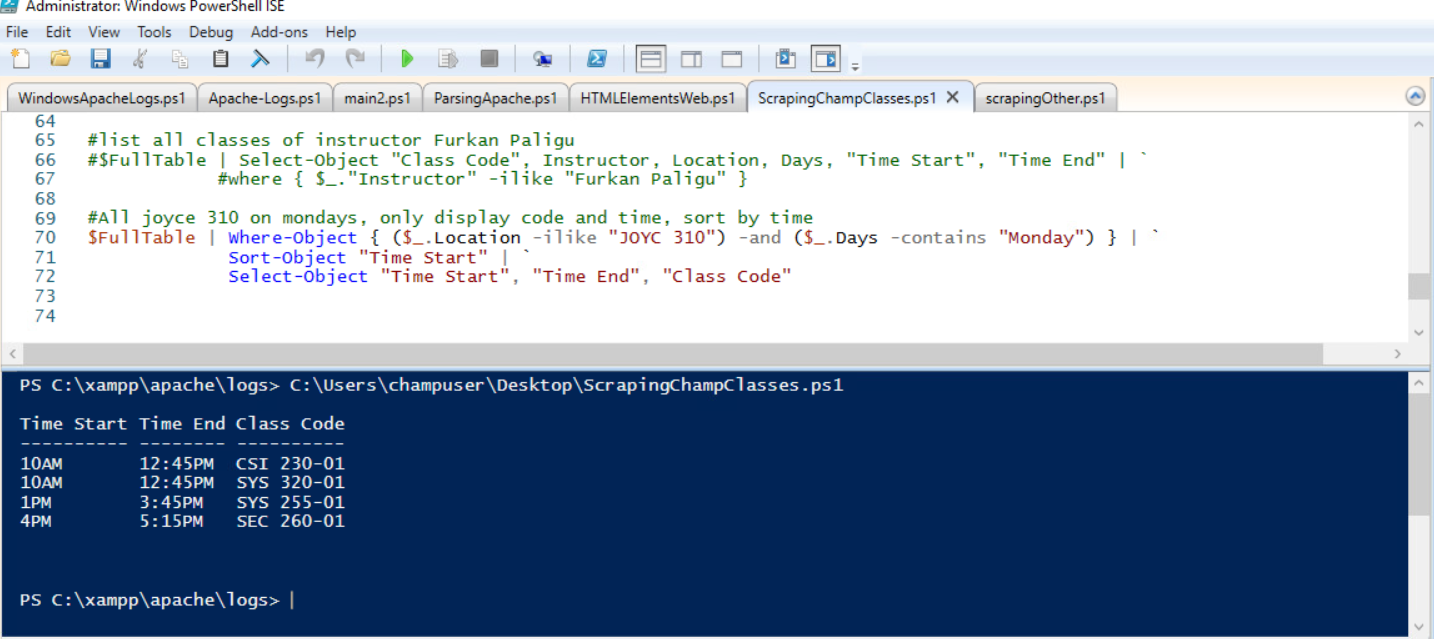 Administrator: Windows PowerShell ISE
File Edit View Tools Debug Add-ons Help
WindowsApacheLogs.ps1 Apache-Logs.ps1 main2.ps1 ParsingApache.ps1 HTMLElementsWeb.ps1 ScrapingChampClasses.ps1 X scrapingOther.ps1
64
65 #list all classes of instructor Furkan Paligu
66 #$FullTable | Select-Object "Class Code", Instructor, Location, Days, "Time Start", "Time End" | `
67 #where { $_."Instructor" -ilike "Furkan Paligu" }
68
69 #All joyce 310 on mondays, only display code and time, sort by time
70 $FullTable | Where-Object { ($_.Location -ilike "JOYC 310") -and ($_.Days -contains "Monday") } | `
71 Sort-Object "Time Start" | `
72 Select-Object "Time Start", "Time End", "Class Code"
73
74
PS C:\xampp\apache\logs> C:\Users\champuser\Desktop\ScrapingChampClasses.ps1
Time Start Time End Class Code
---------- -------- ----------
10AM 12:45PM CSI 230-01
10AM 12:45PM SYS 320-01
1PM 3:45PM SYS 255-01
4PM 5:15PM SEC 260-01
PS C:\xampp\apache\logs>